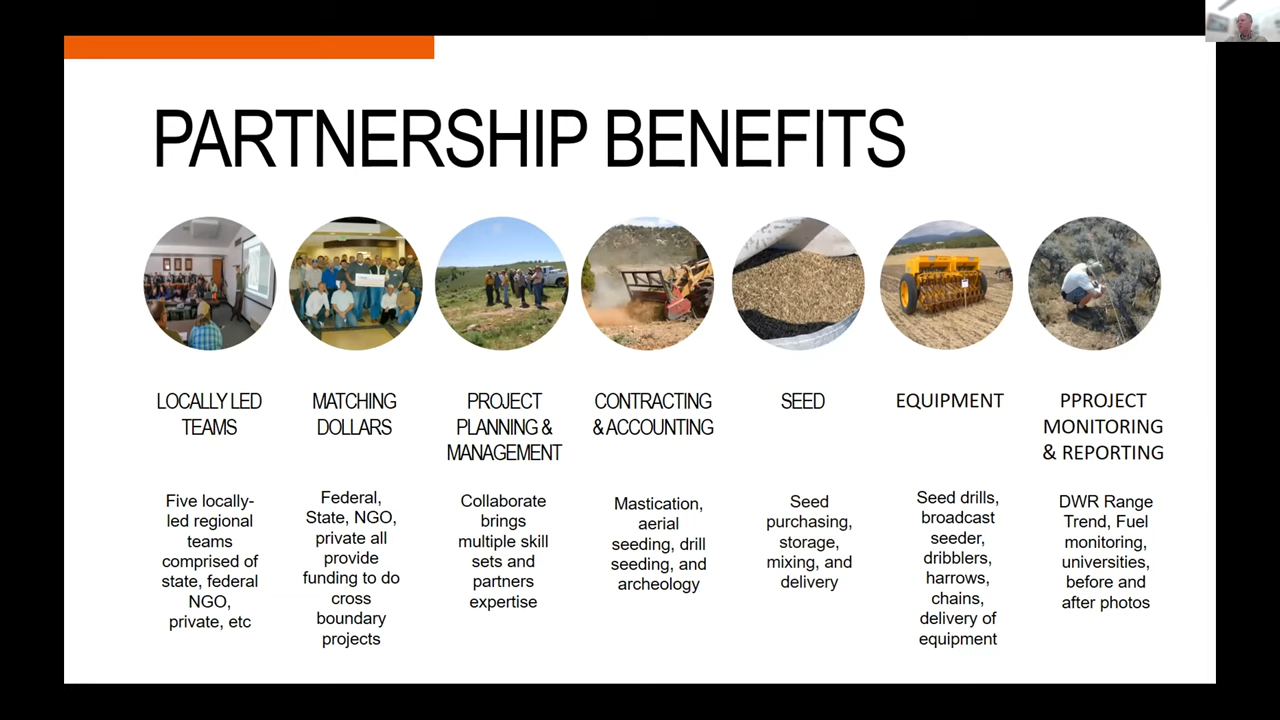 PARTNERSHIP BENEFITS
LOCALLY LED
TEAMS
Five locally-
led regional
teams
comprised of
state, federal
NGO,
private, etc
MATCHING
DOLLARS
Federal,
State, NGO,
private all
provide
funding to do
cross
boundary
projects
PROJECT
PLANNING &
MANAGEMENT
Collaborate
brings
multiple skill
sets and
partners
expertise
CONTRACTING
& ACCOUNTING
Mastication,
aerial
seeding, drill
seeding, and
archeology
SEED
Seed
purchasing,
storage,
mixing, and
delivery
EQUIPMENT
Seed drills,
broadcast
seeder,
dribblers,
harrows,
chains,
delivery of
equipment
PPROJECT
MONITORING
& REPORTING
DWR Range
Trend, Fuel
monitoring,
universities,
before and
after photos